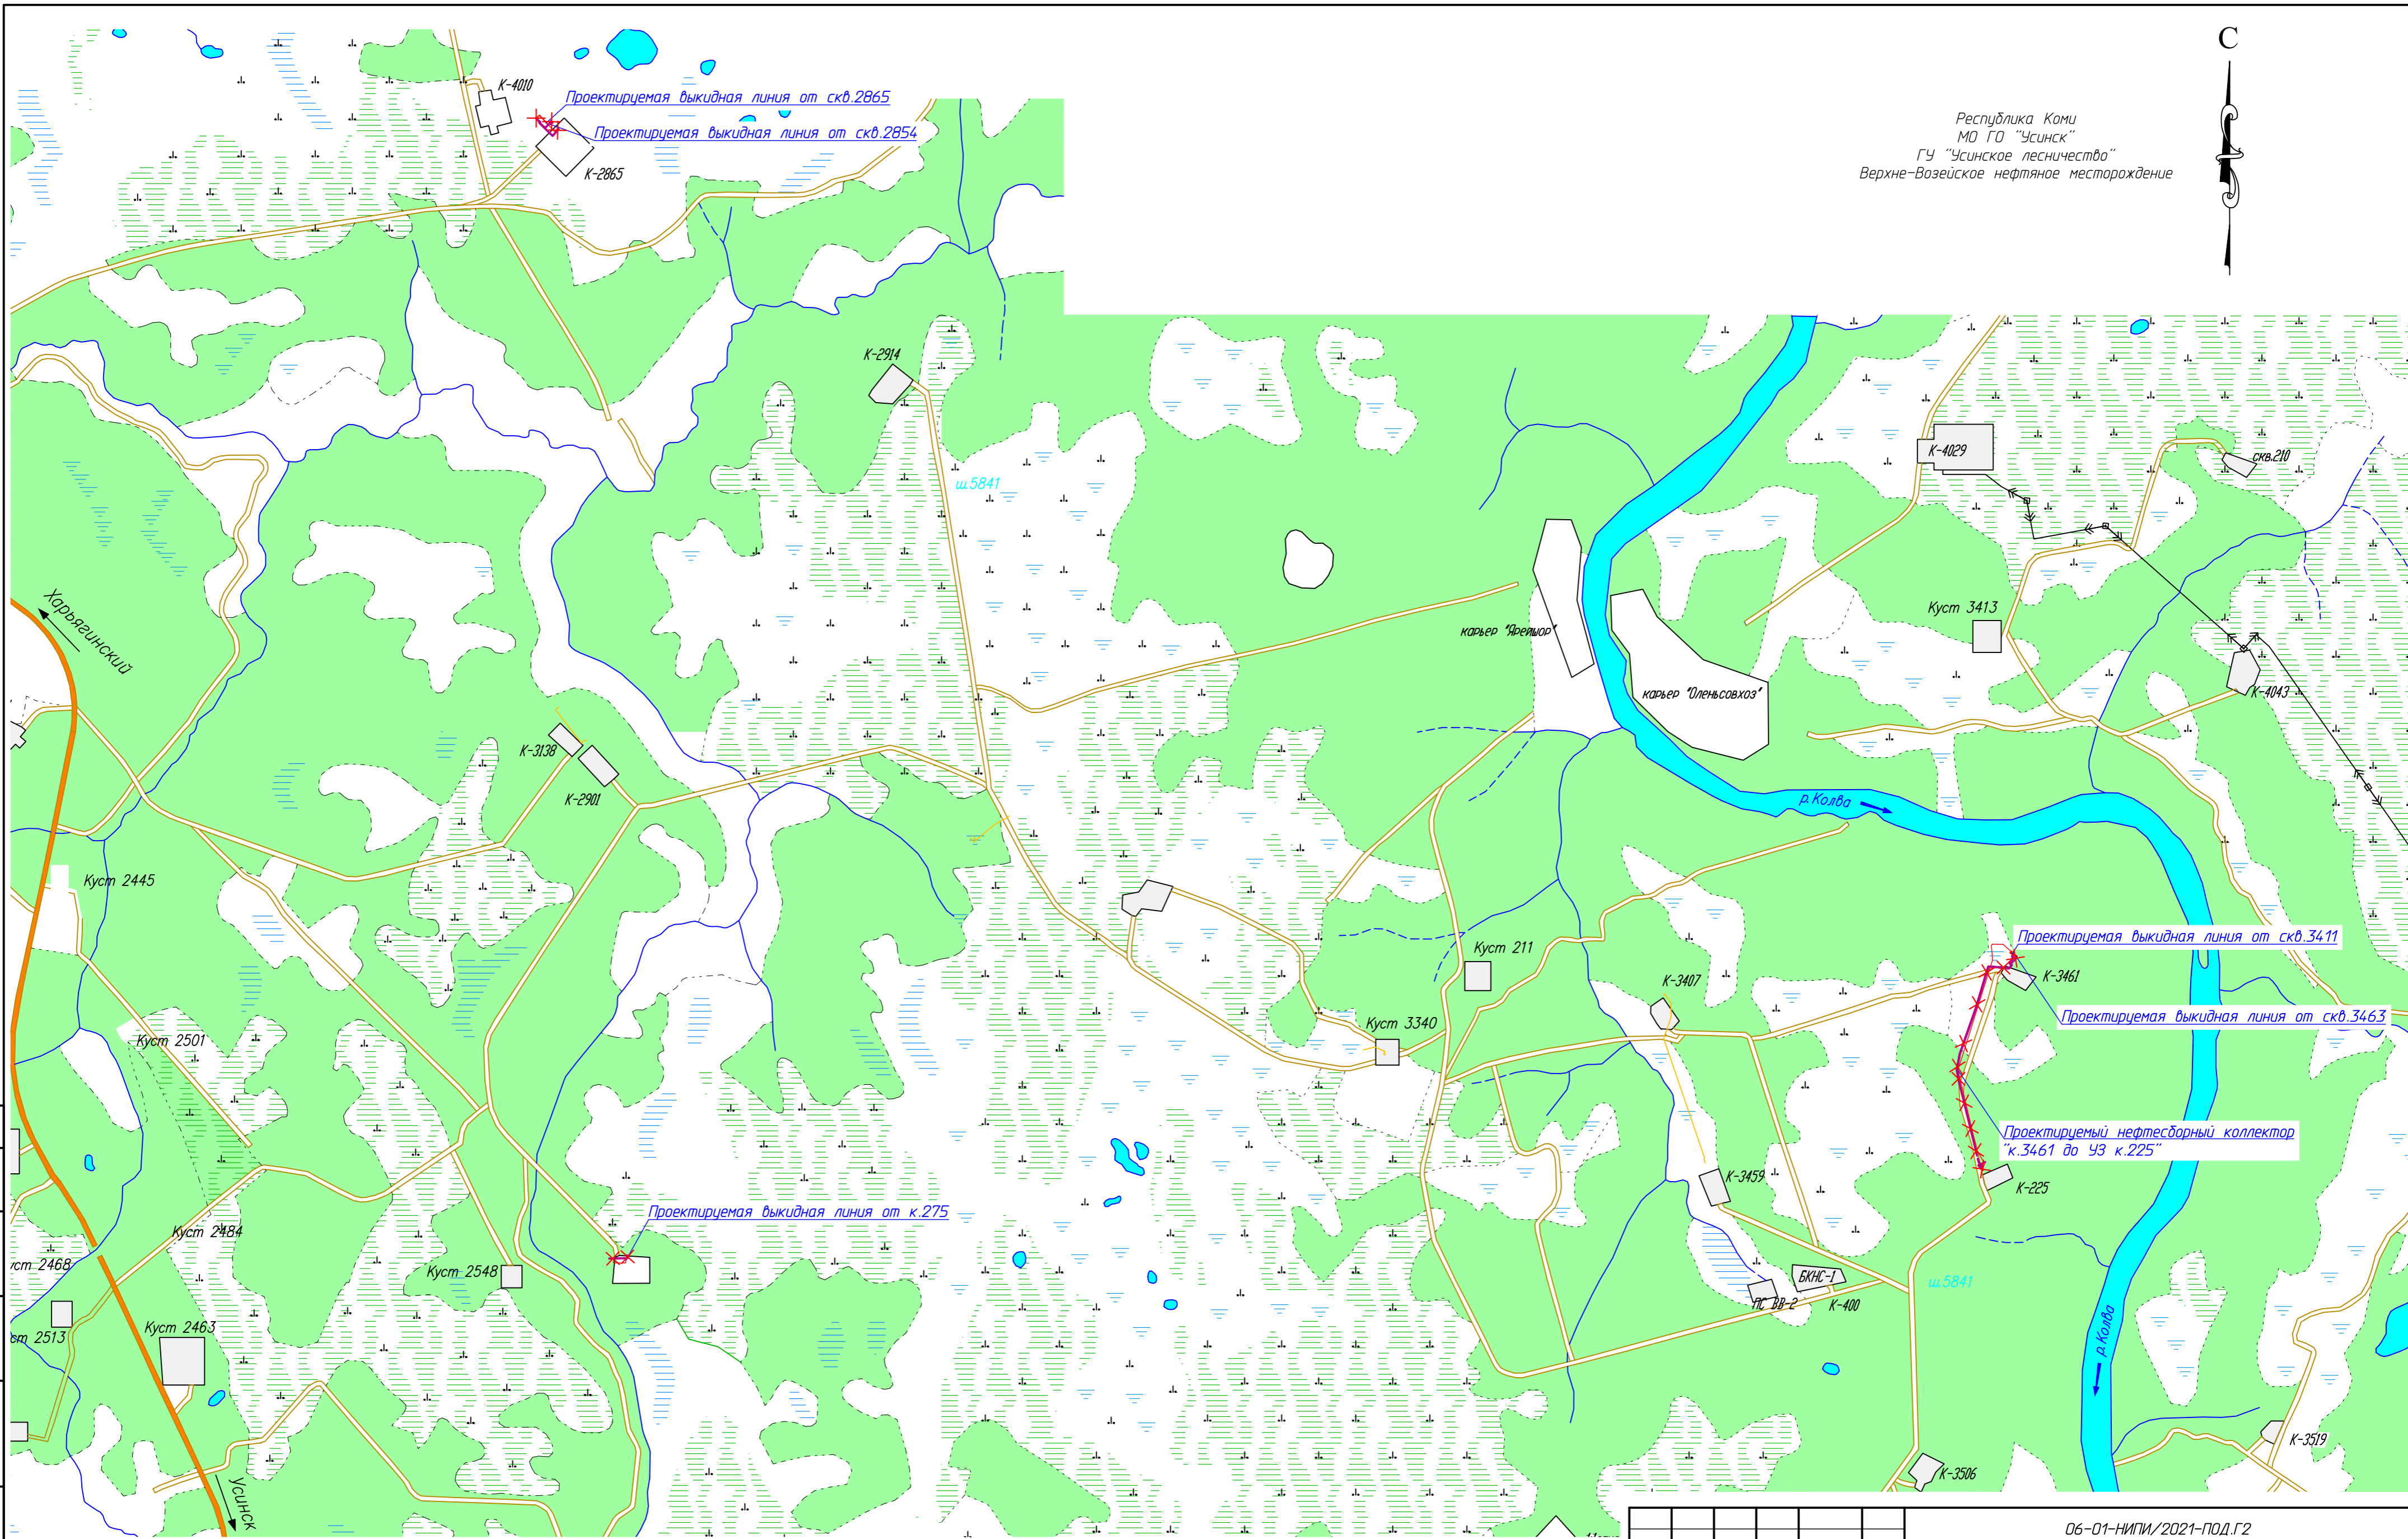 С
Республика Коми
МО ГО "Усинск"
ГУ "Усинское лесничество"
Верхне-Возейское нефтяное месторождение
К-4010
Проектируемая выкидная линия от скв.2865
Проектируемая выкидная линия от скв.2854
К-2865
К-2914
ш.5841
К-4029
скв.210
Харьягинский
Куст 3413
карьер "Ярейшор"
карьер "Оленьсовхоз"
К-4043
К-3138
К-2901
р.Колва
Куст 2445
Проектируемая выкидная линия от скв.3411
Куст 211
К-3407
К-3461
Проектируемая выкидная линия от скв.3463
Куст 3340
Куст 2501
Проектируемый нефтесборный коллектор
"к.3461 до УЗ к.225"
К-3459
К-225
Проектируемая выкидная линия от к.275
Куст 2484
уст 2468
Куст 2548
БКНС-1
ш.5841
ПС ВВ-2
К-400
р.Колва
ст 2513
Куст 2463
К-3519
К-3506
Усинск
06-01-НИПИ/2021-ПОД.Г2